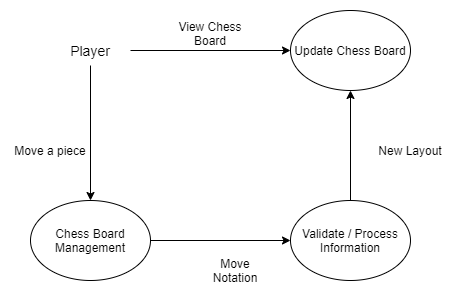 View Chess
Board
Player
Update Chess Board
Move a piece
New Layout
Chess Board
Management
Validate / Process
Information
Move
Notation